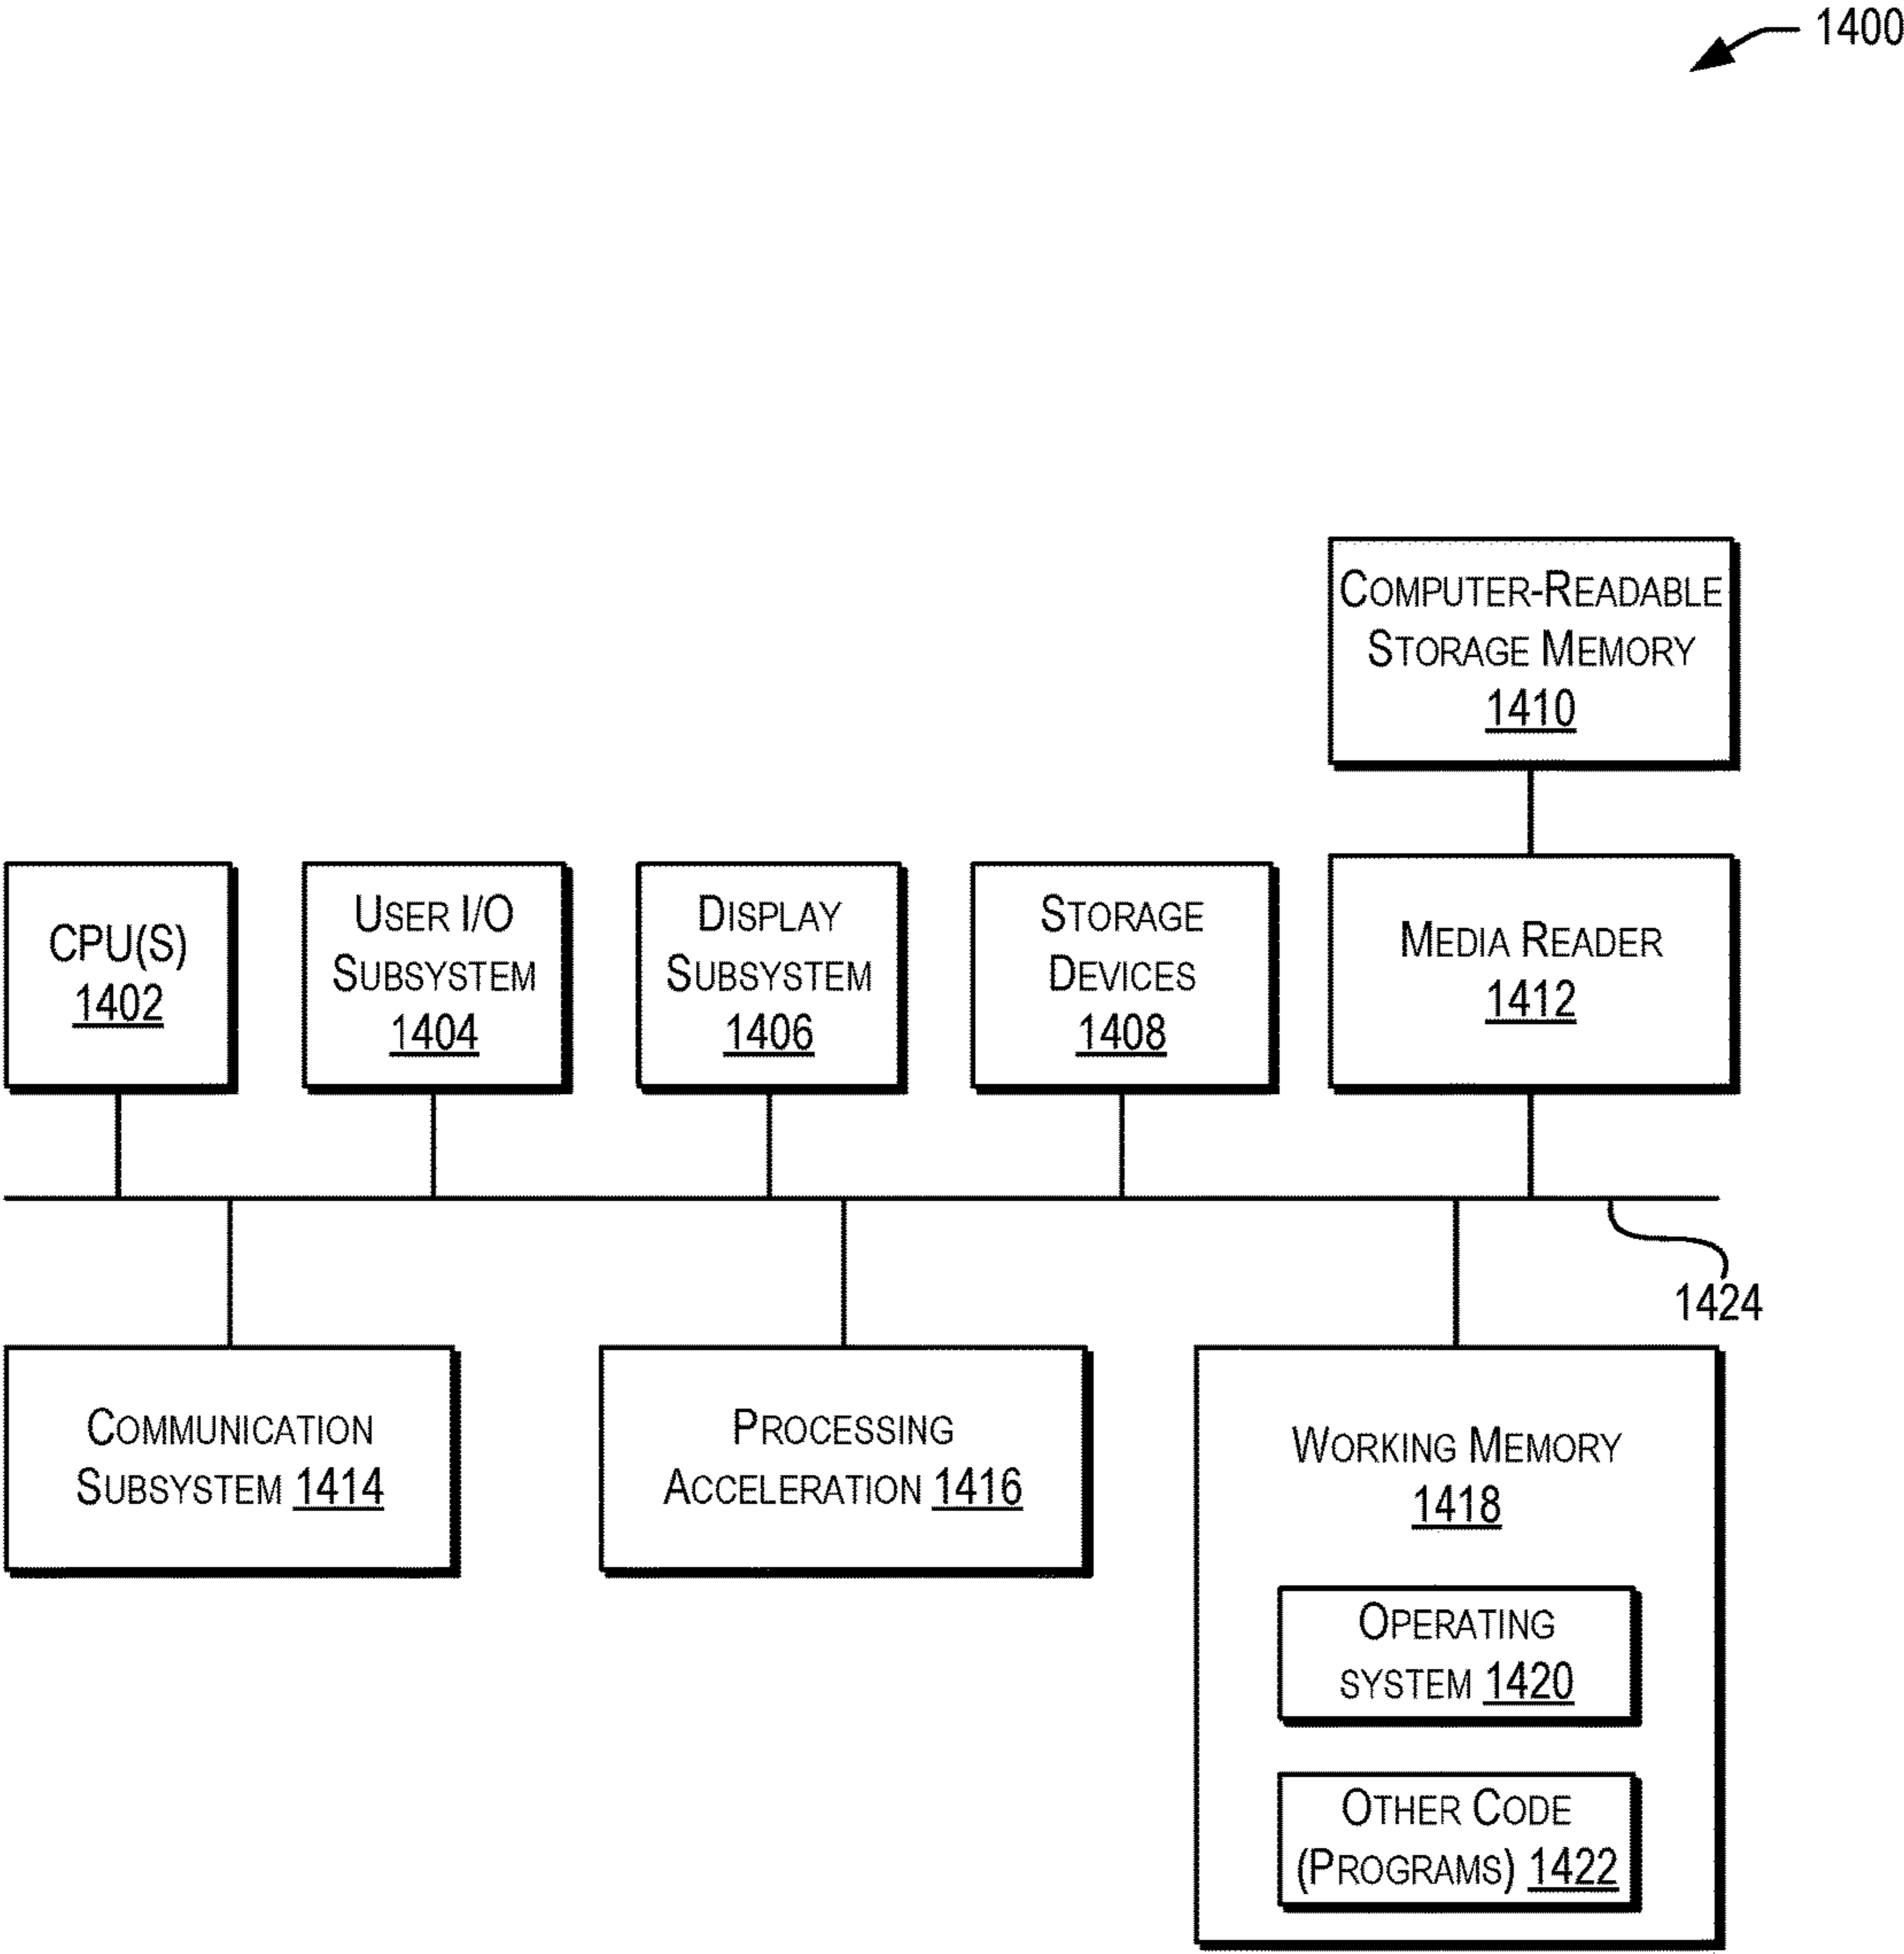 1400
COMPUTER-READABLE
STORAGE MEMORY
1410
CPU(S)
1402
USER I/O
SUBSYSTEM
1404
DISPLAY
SUBSYSTEM
1406
STORAGE
DEVICES
1408
MEDIA READER
1412
1424
COMMUNICATION
SUBSYSTEM 1414
PROCESSING
ACCELERATION 1416
WORKING MEMORY
1418
OPERATING
SYSTEM 1420
OTHER CODE
(PROGRAMS) 1422